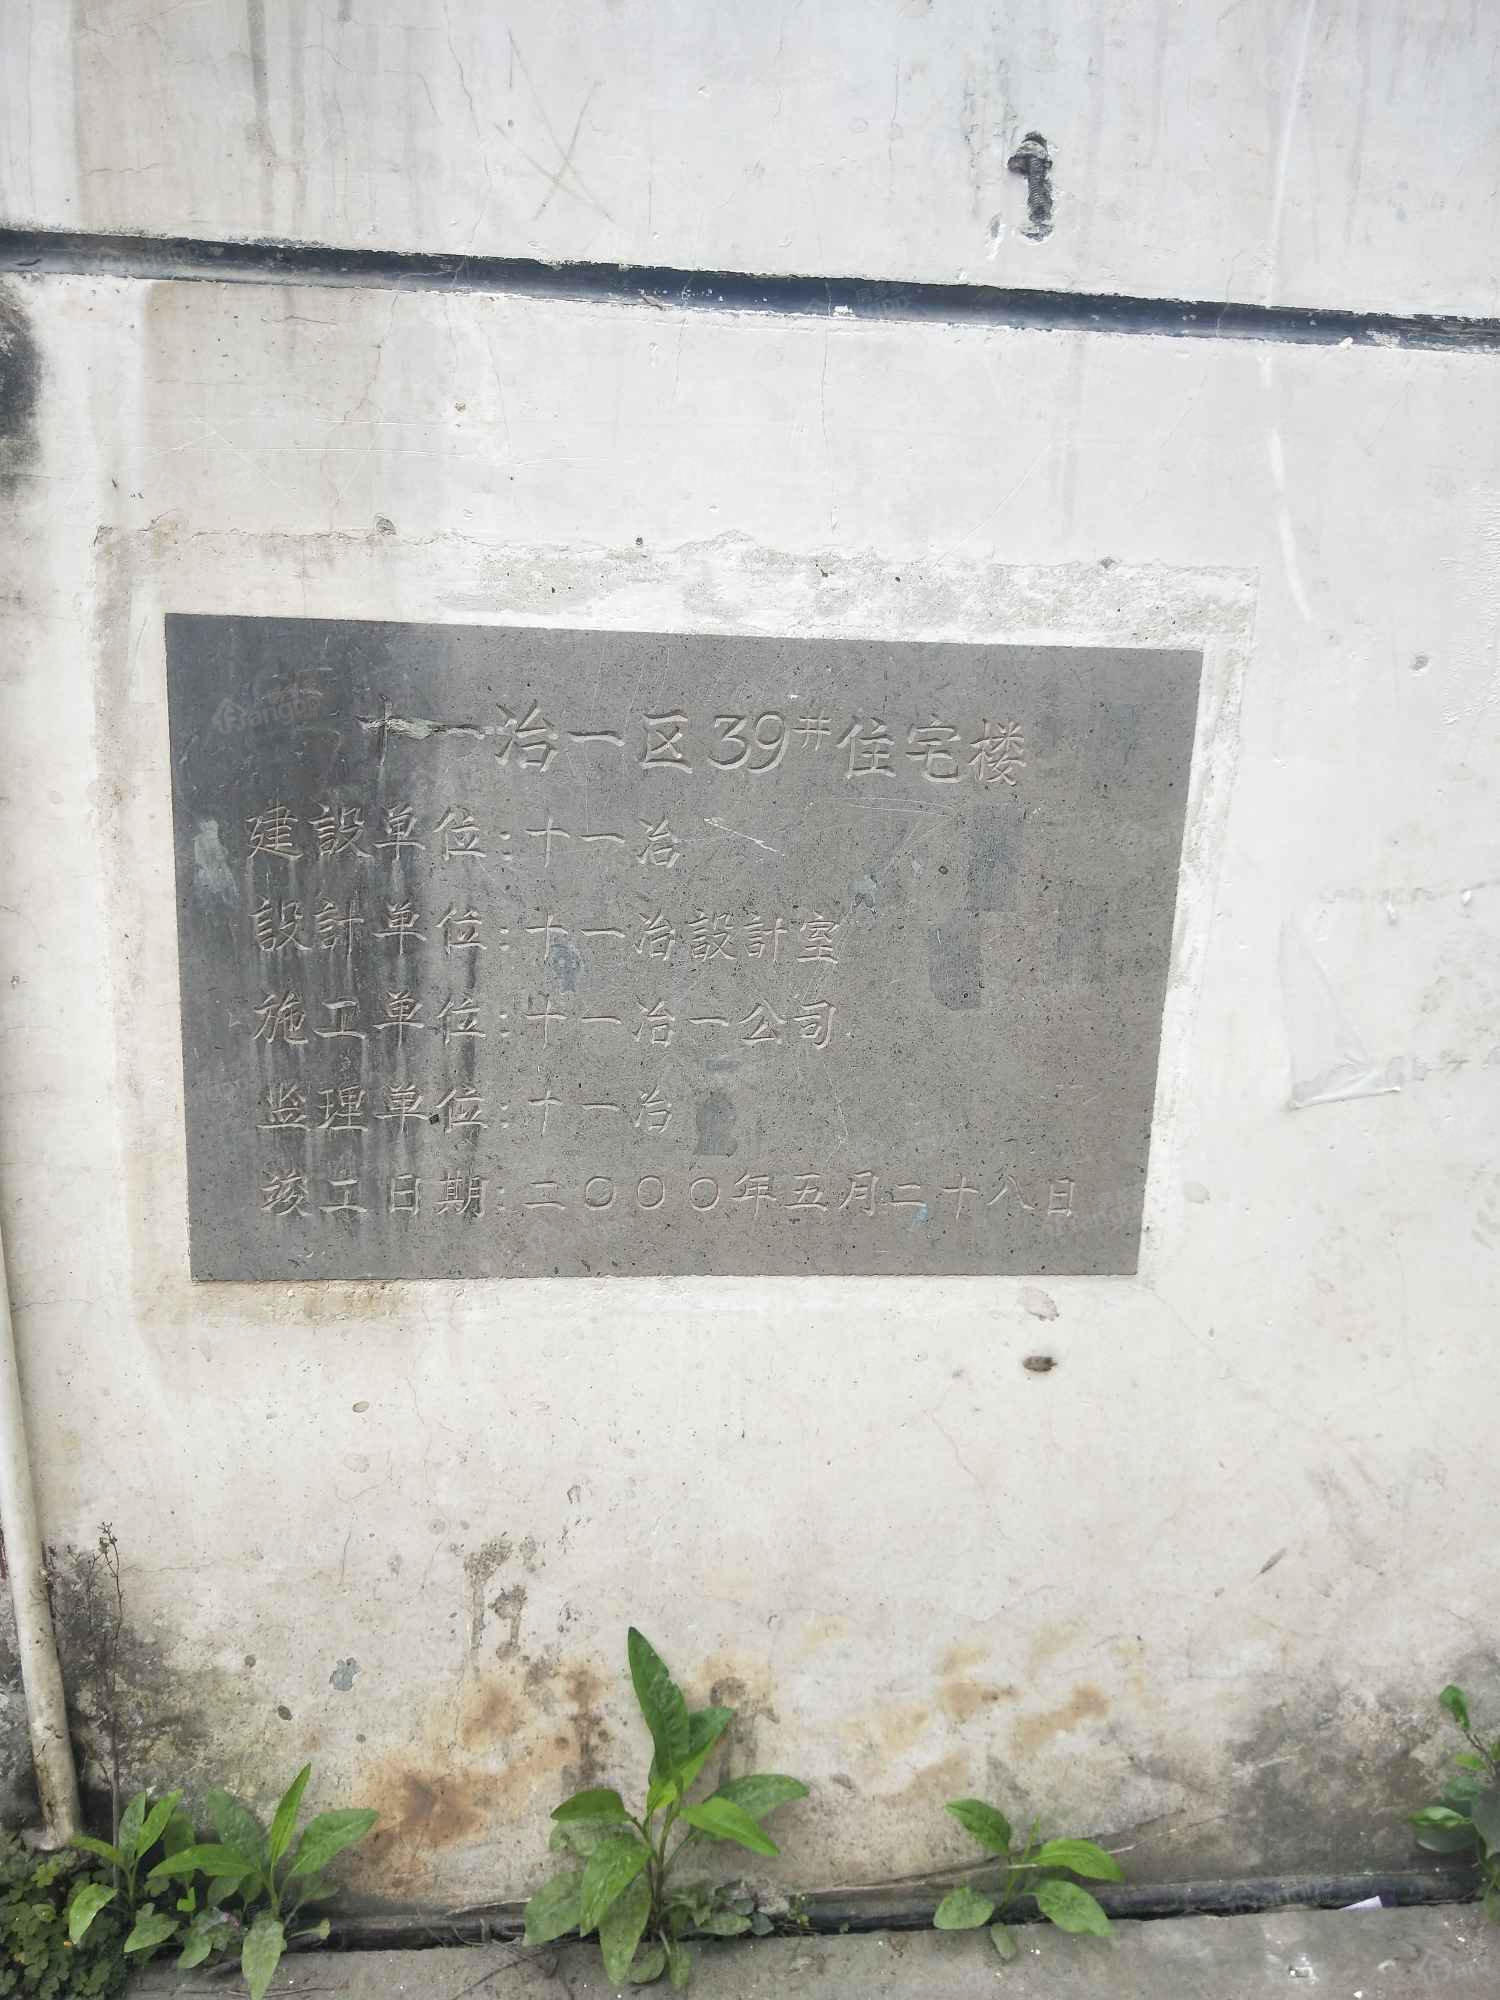 十一冶一区39#住宅楼
建設单位:十一冶
設計单位:十一冶設計室
施工单位:十一冶一公司
监理单位:十一冶
竣工日期:二〇〇〇年五月二十八日